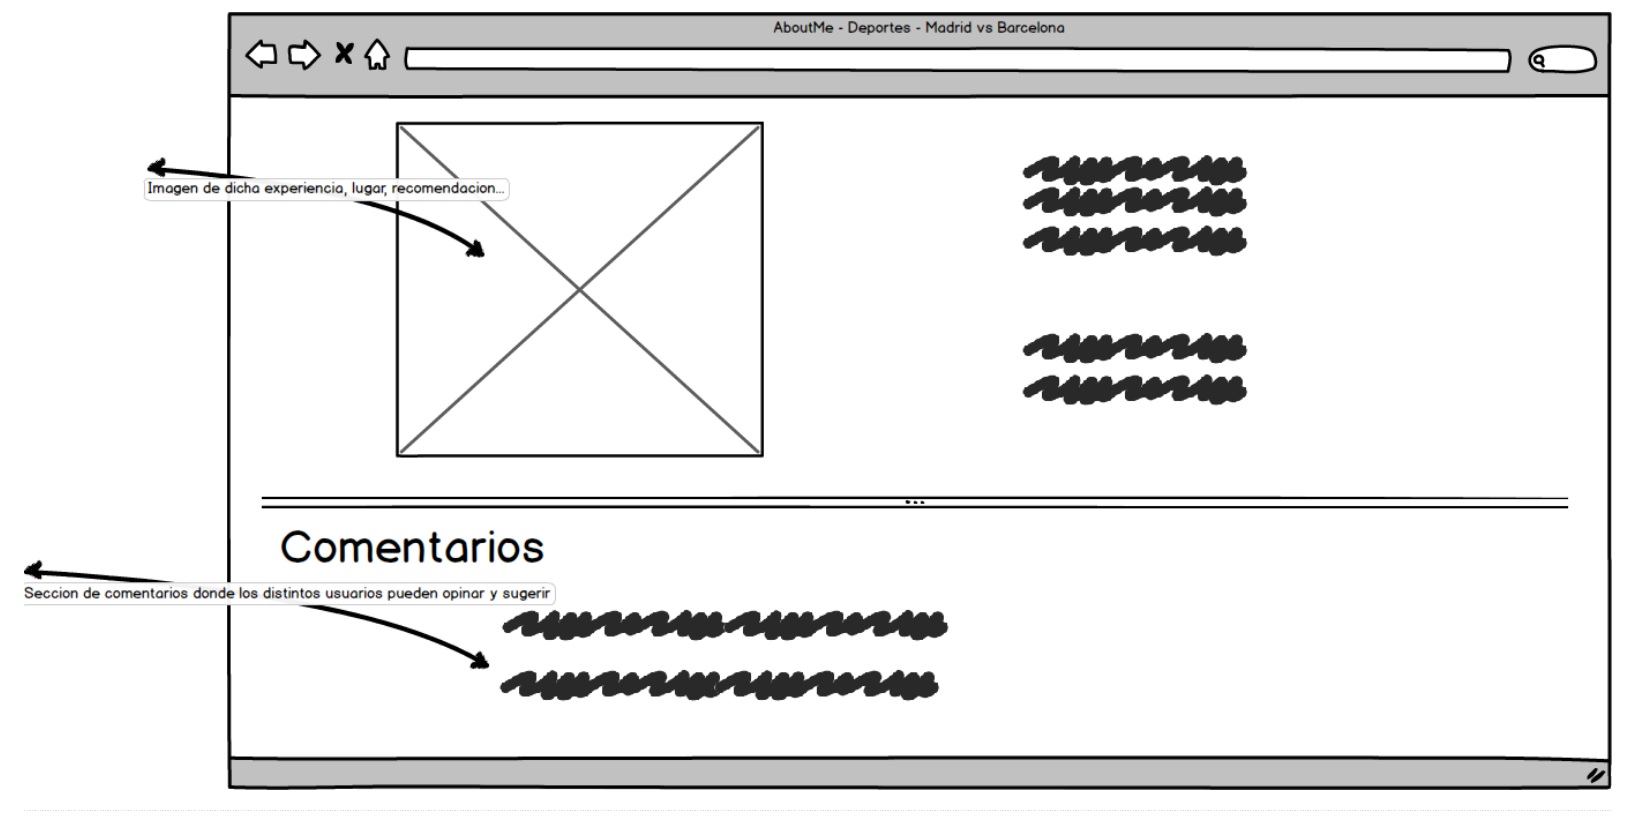 AboutMe - Deportes - Madrid vs Barcelona
Imagen de dicha experiencia, lugar, recomendacion...
Comentarios
Seccion de comentarios donde los distintos usuarios pueden opinar y sugerir